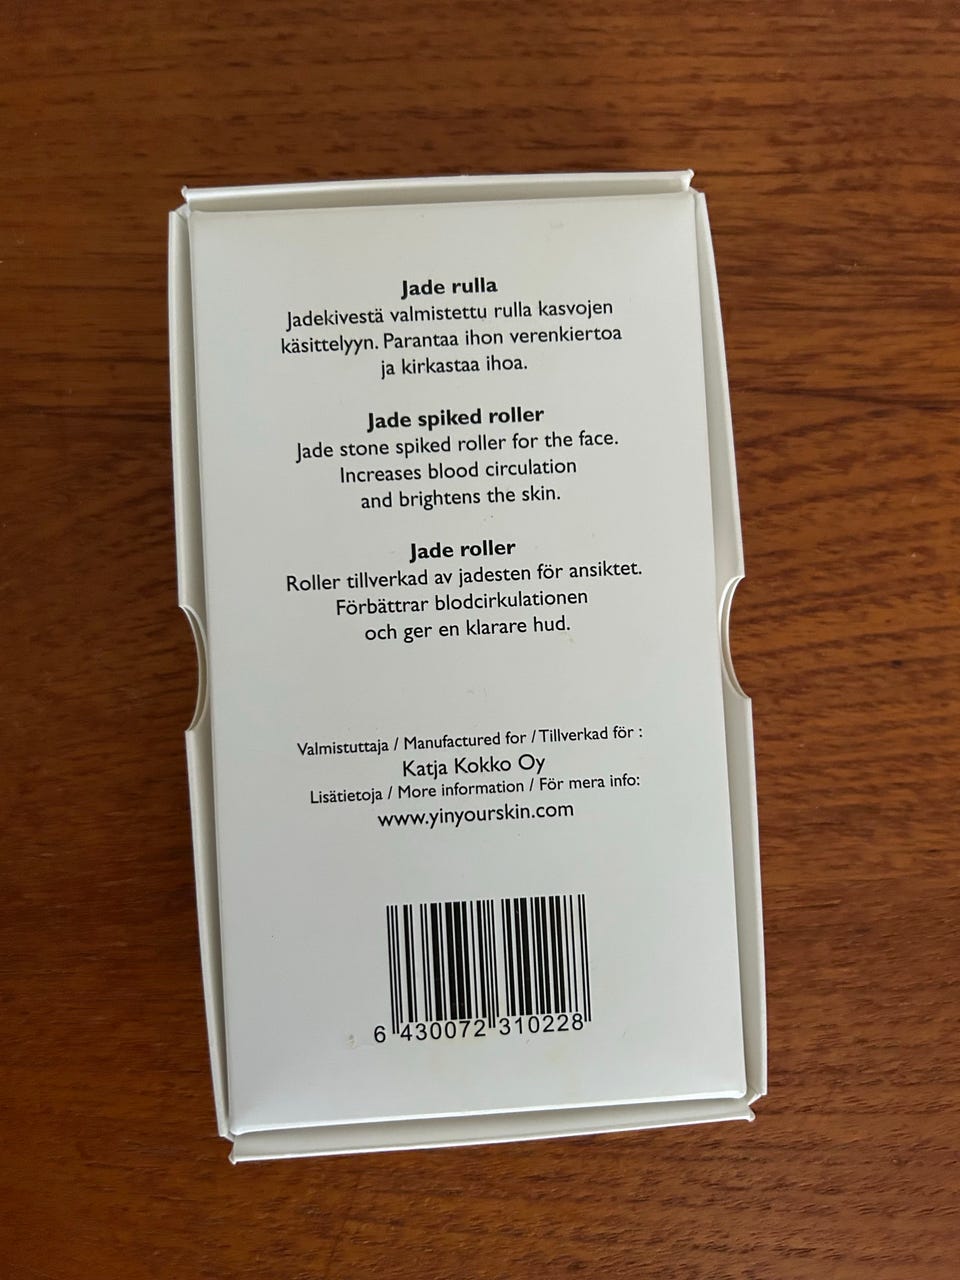 Jade rulla
Jadekivestä valmistettu rulla kasvojen
käsittelyyn. Parantaa ihon verenkiertoa
ja kirkastaa ihoa.
Jade spiked roller
Jade stone spiked roller for the face.
Increases blood circulation
and brightens the skin.
Jade roller
Roller tillverkad av jadesten för ansiktet.
Förbättrar blodcirkulationen
och ger en klarare hud.
Valmistuttaja / Manufactured for / Tillverkad för :
Katja Kokko Oy
Lisätietoja / More information / För mera info:
www.yinyourskin.com
6 430072 310228